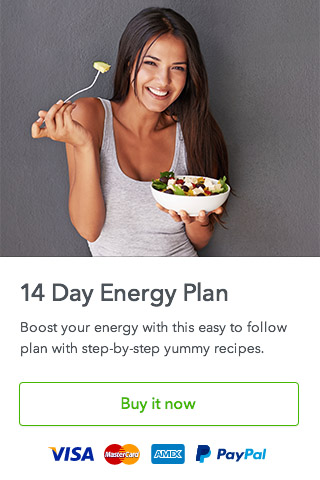 14 Day Energy Plan
Boost your energy with this easy to follow
plan with step-by-step yummy recipes.
Buy it now
VISA MasterCard AMEX PayPal